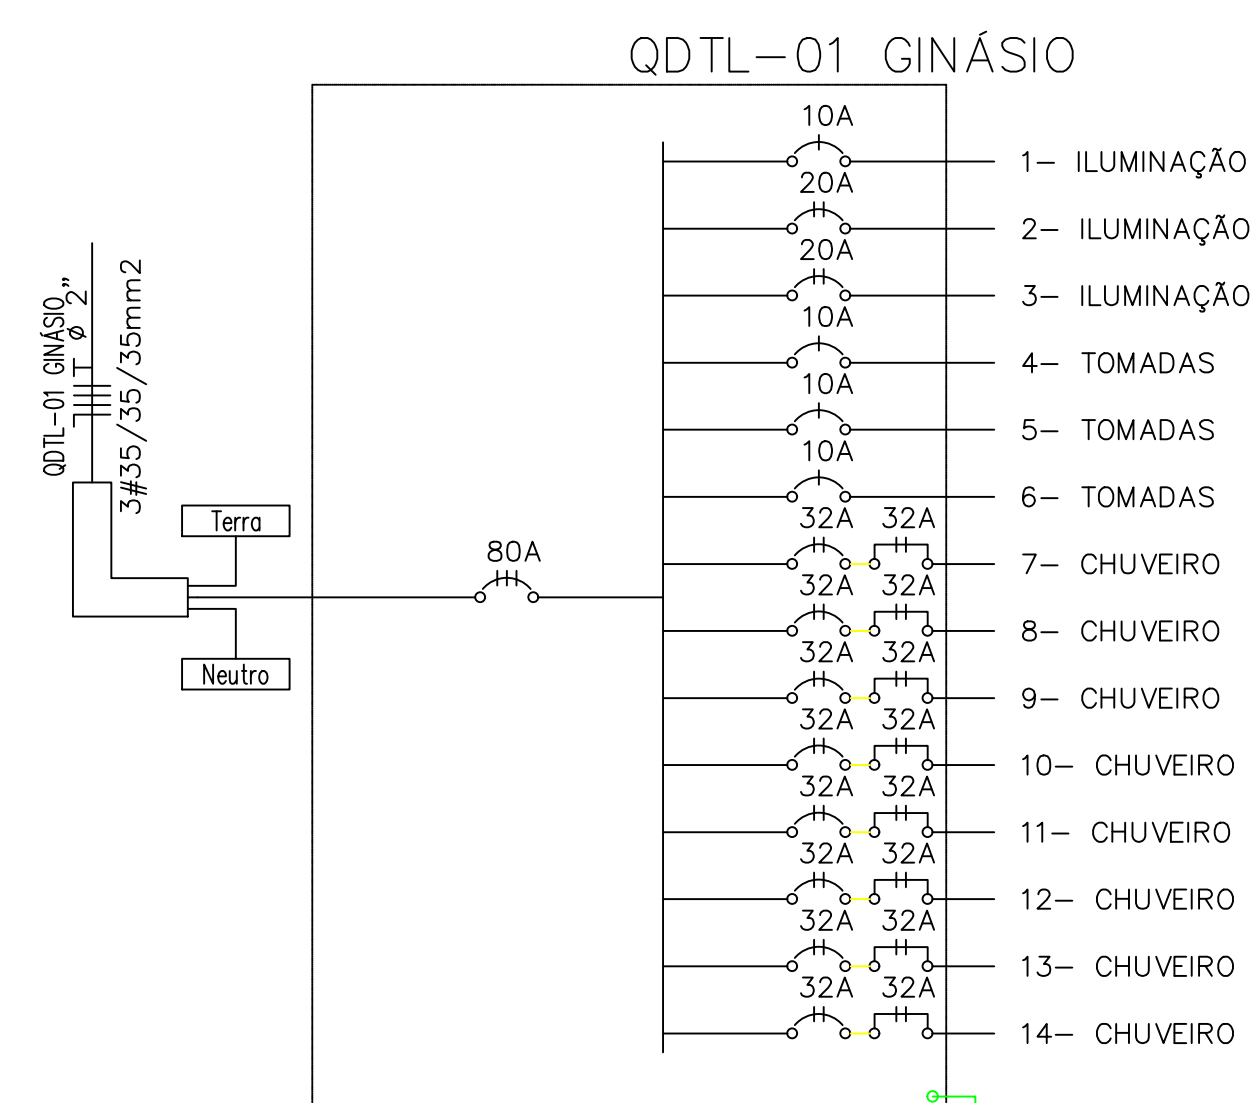 QDTL-01 GINÁSIO
10A
1- ILUMINAÇÃO
20A
2- ILUMINAÇÃO
20A
3- ILUMINAÇÃO
10A
4- TOMADAS
10A
5- TOMADAS
10A
6- TOMADAS
32A 32A
7- CHUVEIRO
32A 32A
8- CHUVEIRO
32A 32A
9- CHUVEIRO
32A 32A
10- CHUVEIRO
32A 32A
11- CHUVEIRO
32A 32A
12- CHUVEIRO
32A 32A
13- CHUVEIRO
32A 32A
14- CHUVEIRO
80A
QDTL-01 GINÁSIO
T Ø 2"
3#35/35/35mm2
Terra
Neutro